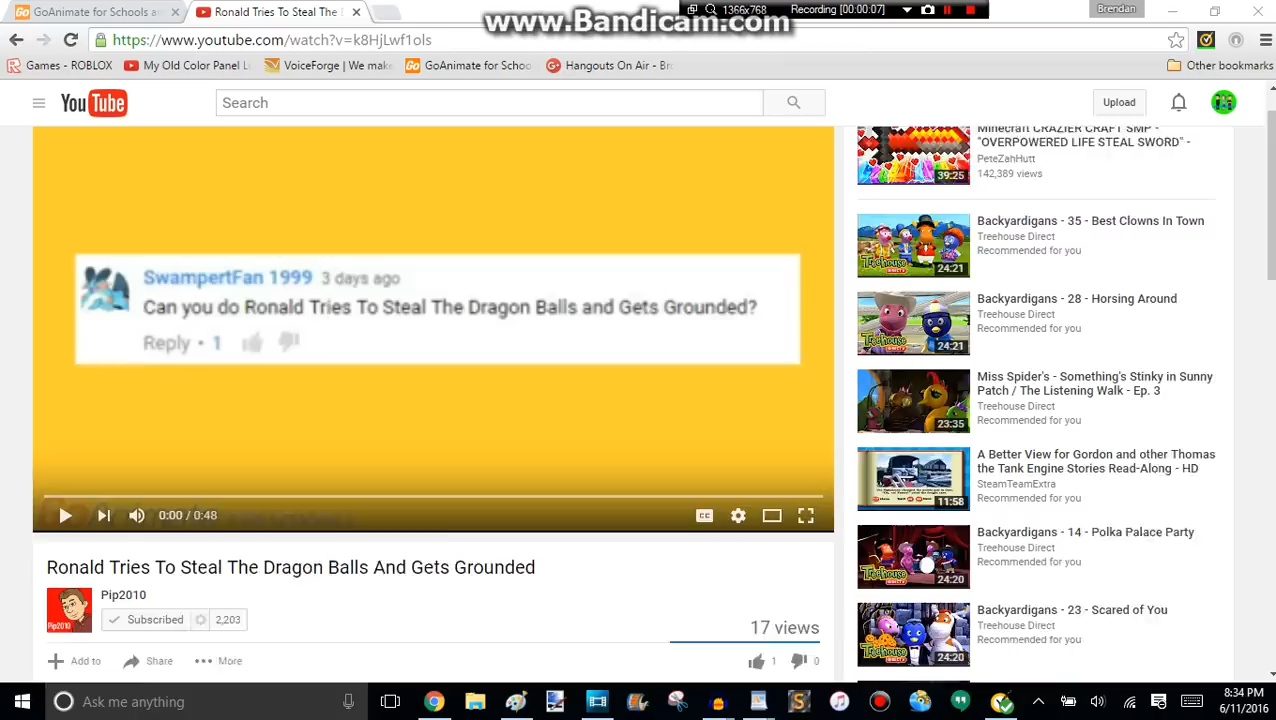 GoAnimate for Schools a
Ronald Tries To Steal The D
www.Bandicam.com
1366x768
Recording [00:00:07]
Brendan
https://www.youtube.com/watch?v=k8HjLwf1ols
Games - ROBLOX
My Old Color Panel L
VoiceForge | We mak
GoAnimate for Schoo
Hangouts On Air - Br
Other bookmarks
YouTube
Search
Upload
3 days ago
Can you do Ronald Tries To Steal The Dragon Balls and Gets Grounded?
Reply • 1
0:00 / 0:48
CC
Ronald Tries To Steal The Dragon Balls And Gets Grounded
Pip2010
Pip2010
Subscribed
2,203
17 views
Add to
Share
More
1
0
Minecraft CRAZIER CRAFT SMP -
"OVERPOWERED LIFE STEAL SWORD" -
PeteZahHutt
142,389 views
39:25
Backyardigans - 35 - Best Clowns In Town
Treehouse Direct
Recommended for you
Treehouse
24:21
Backyardigans - 28 - Horsing Around
Treehouse Direct
Recommended for you
Treehouse
24:21
Miss Spider's - Something's Stinky in Sunny
Patch / The Listening Walk - Ep. 3
Treehouse Direct
Recommended for you
23:35
A Better View for Gordon and other Thomas
the Tank Engine Stories Read-Along - HD
SteamTeamExtra
Recommended for you
11:58
Backyardigans - 14 - Polka Palace Party
Treehouse Direct
Recommended for you
Treehouse
24:20
Backyardigans - 23 - Scared of You
Treehouse Direct
Recommended for you
Treehouse
24:20
Ask me anything
8:34 PM
6/11/2016